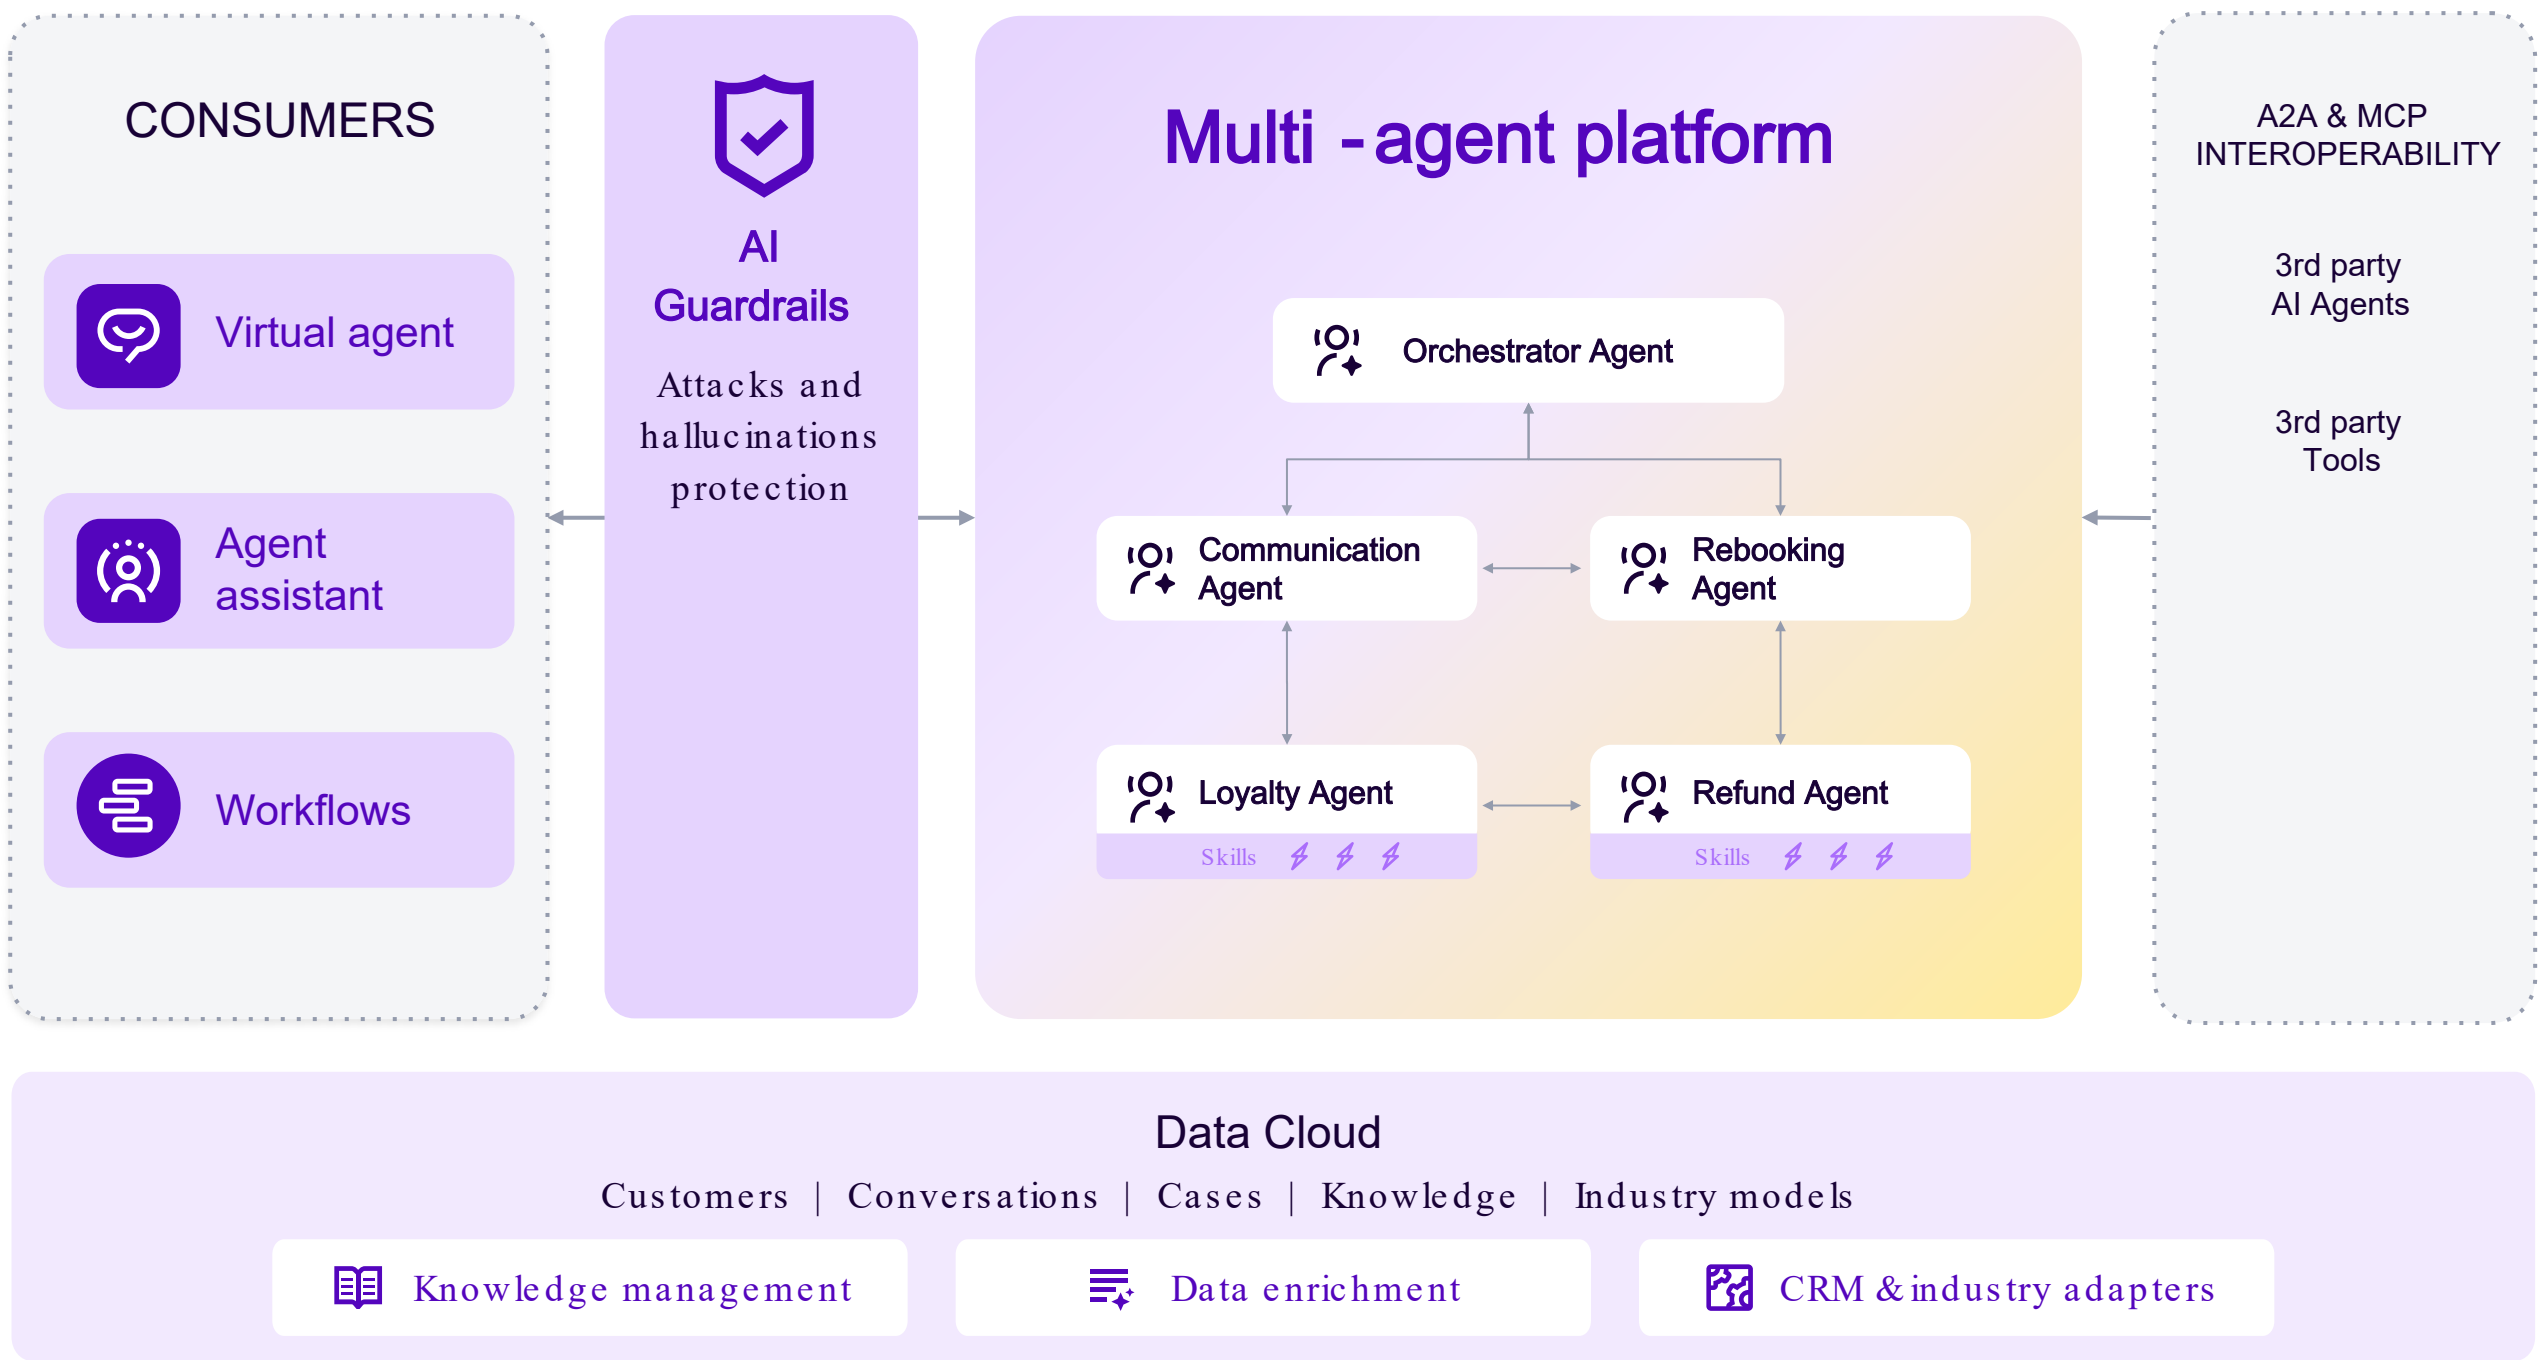 CONSUMERS
Virtual agent
Agent
assistant
Workflows
AI
Guardrails
Attacks and
hallucinations
protection
Multi - agent platform
Orchestrator Agent
Communication
Agent
Rebooking
Agent
Loyalty Agent
Skills
Refund Agent
Skills
A2A & MCP
INTEROPERABILITY
3rd party
AI Agents
3rd party
Tools
Data Cloud
Customers | Conversations | Cases | Knowledge | Industry models
Knowledge management
Data enrichment
CRM & industry adapters